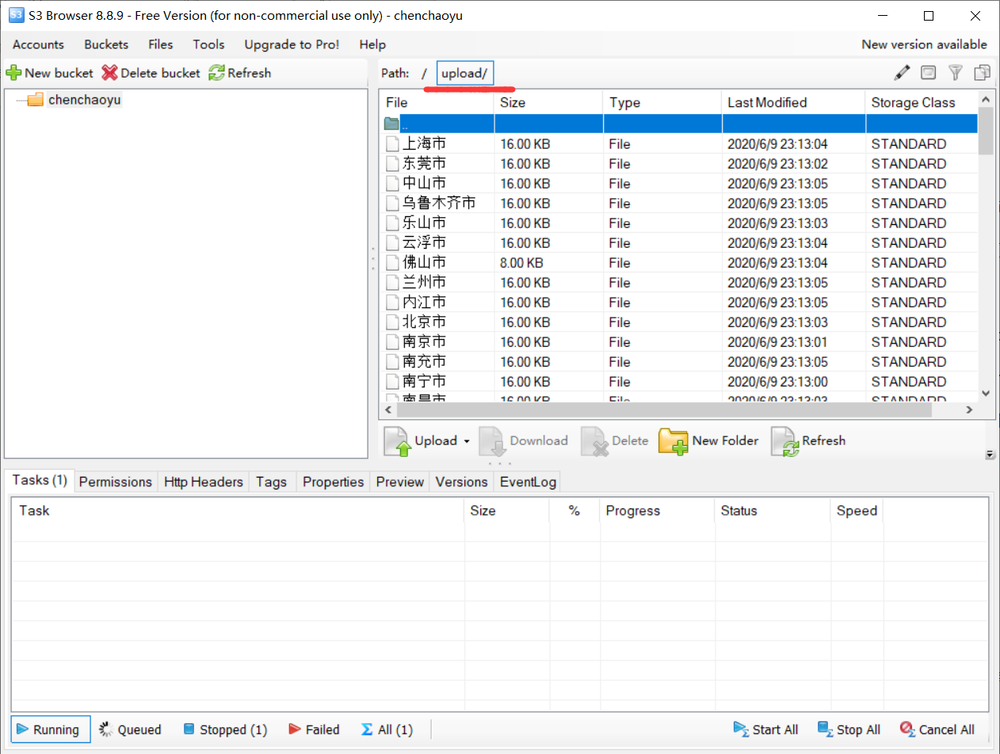 S3 S3 Browser 8.8.9 - Free Version (for non-commercial use only) - chenchaoyu
Accounts Buckets Files Tools Upgrade to Pro! Help New version available
New bucket Delete bucket Refresh
Path: / upload/
chenchaoyu
File Size Type Last Modified Storage Class
..
上海市 16.00 KB File 2020/6/9 23:13:04 STANDARD
东莞市 16.00 KB File 2020/6/9 23:13:02 STANDARD
中山市 16.00 KB File 2020/6/9 23:13:05 STANDARD
乌鲁木齐市 16.00 KB File 2020/6/9 23:13:05 STANDARD
乐山市 16.00 KB File 2020/6/9 23:13:03 STANDARD
云浮市 16.00 KB File 2020/6/9 23:13:04 STANDARD
佛山市 8.00 KB File 2020/6/9 23:13:04 STANDARD
兰州市 16.00 KB File 2020/6/9 23:13:05 STANDARD
内江市 16.00 KB File 2020/6/9 23:13:05 STANDARD
北京市 16.00 KB File 2020/6/9 23:13:03 STANDARD
南京市 16.00 KB File 2020/6/9 23:13:01 STANDARD
南充市 16.00 KB File 2020/6/9 23:13:05 STANDARD
南宁市 16.00 KB File 2020/6/9 23:13:00 STANDARD
南昌市 16.00 KB File 2020/6/9 23:13:03 STANDARD
Upload Download Delete New Folder Refresh
Tasks (1) Permissions Http Headers Tags Properties Preview Versions EventLog
Task Size % Progress Status Speed
Running Queued Stopped (1) Failed All (1) Start All Stop All Cancel All